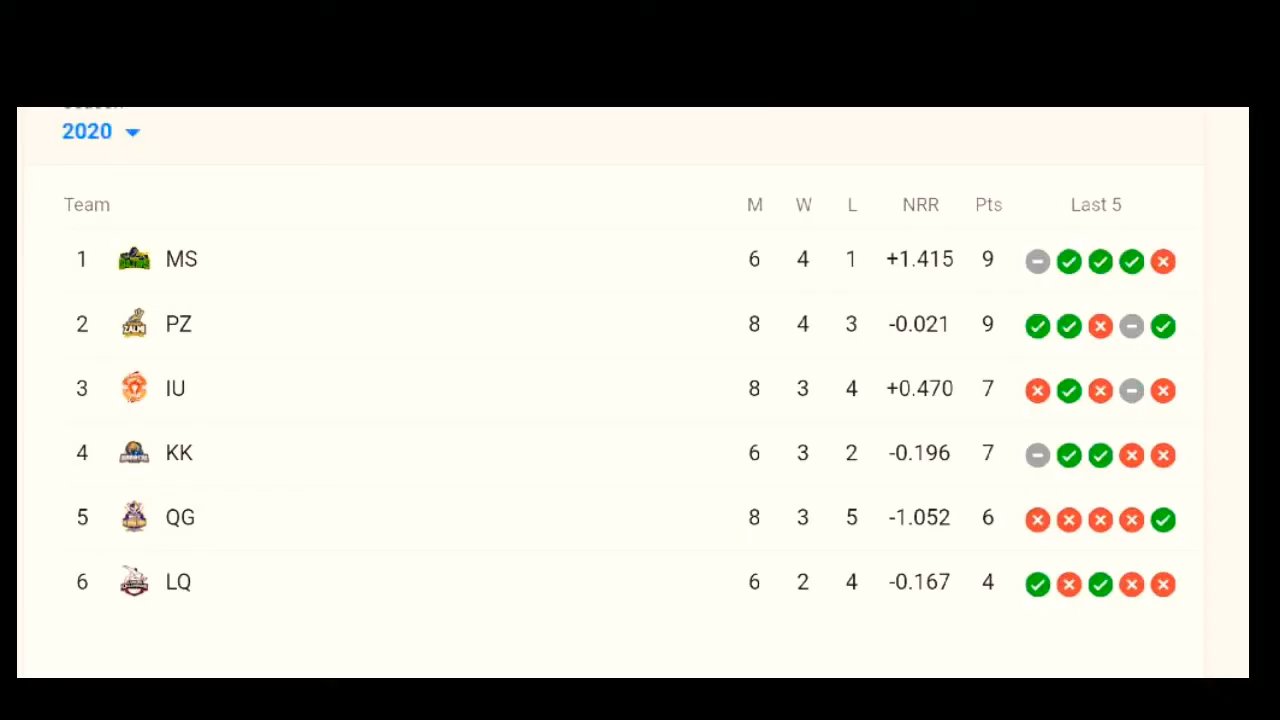 2020
Team M W L NRR Pts Last 5
1 MS 6 4 1 +1.415 9
2 PZ 8 4 3 -0.021 9
3 IU 8 3 4 +0.470 7
4 KK 6 3 2 -0.196 7
5 QG 8 3 5 -1.052 6
6 LQ 6 2 4 -0.167 4